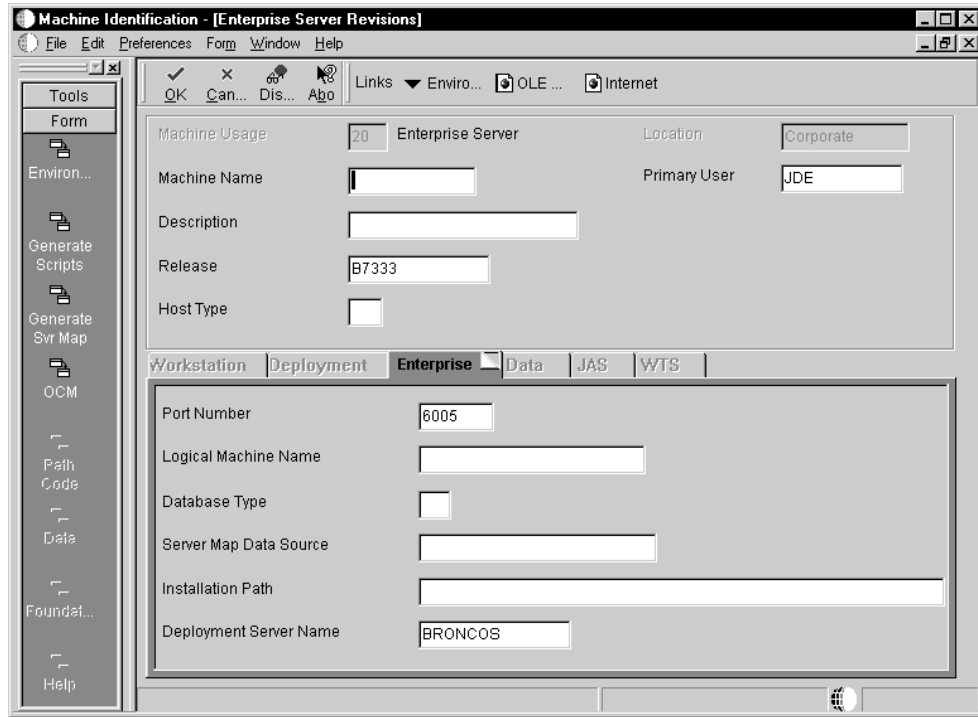 Machine Identification - [Enterprise Server Revisions]
File Edit Preferences Form Window Help
Tools
Form
Environ...
Generate Scripts
Generate Svr Map
OCM
Path Code
Data
Foundat...
Help
OK Can... Dis... Abo Links Enviro... OLE ... Internet
Machine Usage 20 Enterprise Server Location Corporate
Machine Name Primary User JDE
Description
Release B7333
Host Type
Workstation Deployment Enterprise Data JAS WTS
Port Number 6005
Logical Machine Name
Database Type
Server Map Data Source
Installation Path
Deployment Server Name BRONCOS